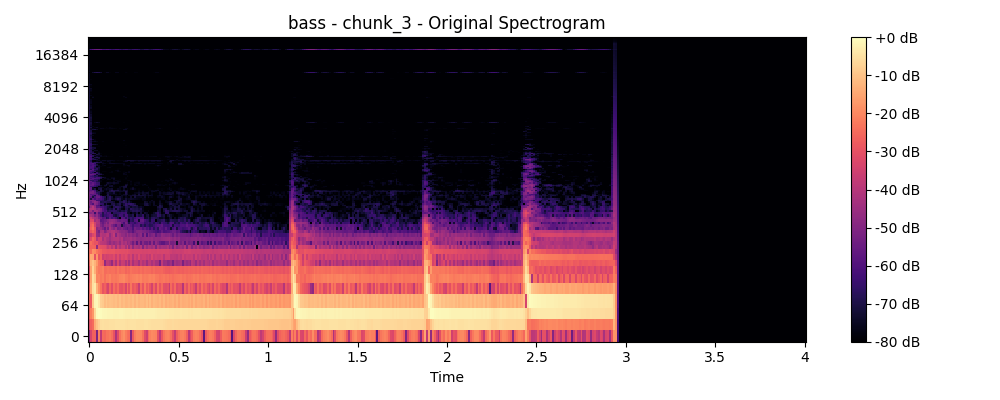 bass - chunk_3 - Original Spectrogram
Hz
16384
8192
4096
2048
1024
512
256
128
64
0
0 0.5 1 1.5 2 2.5 3 3.5 4
Time
+0 dB
-10 dB
-20 dB
-30 dB
-40 dB
-50 dB
-60 dB
-70 dB
-80 dB